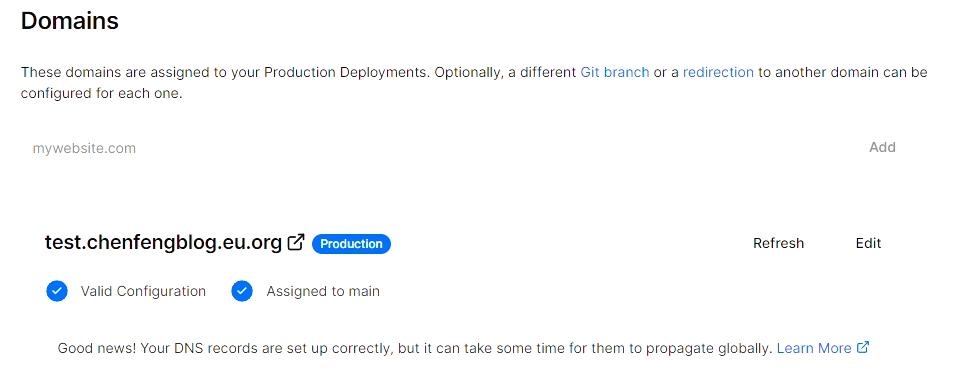 Domains
These domains are assigned to your Production Deployments. Optionally, a different Git branch or a redirection to another domain can be
configured for each one.
mywebsite.com Add
test.chenfengblog.eu.org Production Refresh Edit
Valid Configuration Assigned to main
Good news! Your DNS records are set up correctly, but it can take some time for them to propagate globally. Learn More